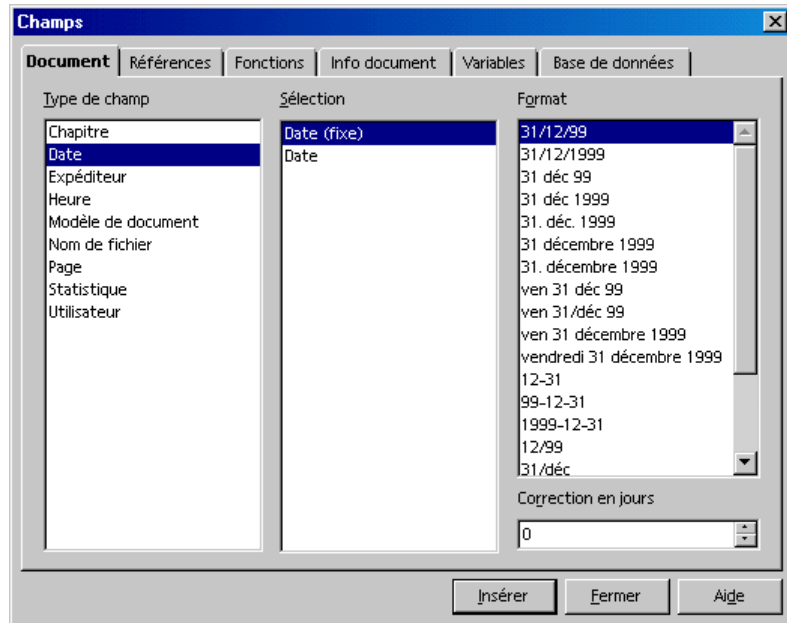 Champs
Document Références Fonctions Info document Variables Base de données
Type de champ
Chapitre
Date
Expéditeur
Heure
Modèle de document
Nom de fichier
Page
Statistique
Utilisateur
Sélection
Date (fixe)
Date
Format
31/12/99
31/12/1999
31 déc 99
31 déc 1999
31. déc. 1999
31 décembre 1999
31. décembre 1999
ven 31 déc 99
ven 31/déc 99
ven 31 décembre 1999
vendredi 31 décembre 1999
12-31
99-12-31
1999-12-31
12/99
31/déc
Correction en jours
0
Insérer Fermer Aide